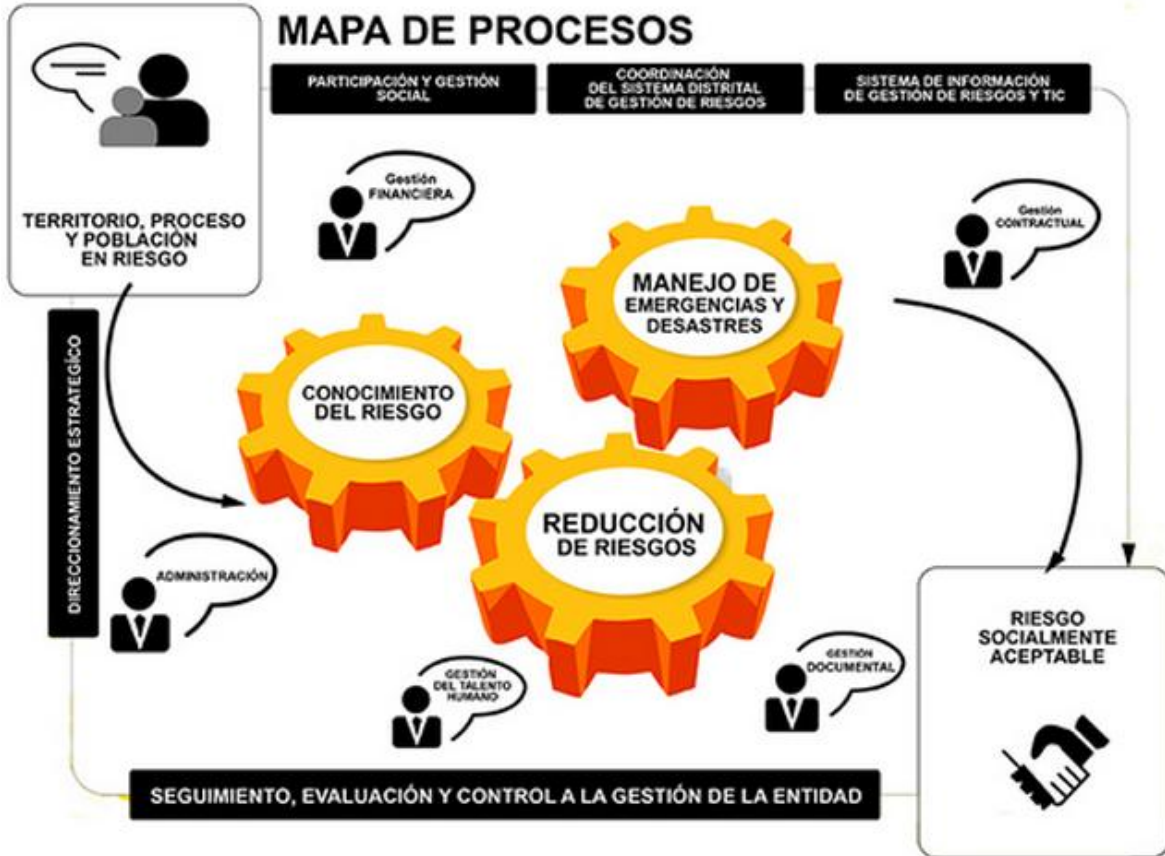 MAPA DE PROCESOS
PARTICIPACIÓN Y GESTIÓN
SOCIAL
COORDINACIÓN
DEL SISTEMA DISTRITAL
DE GESTIÓN DE RIESGOS
SISTEMA DE INFORMACIÓN
DE GESTIÓN DE RIESGOS Y TIC
TERRITORIO, PROCESO
Y POBLACIÓN
EN RIESGO
Gestión
FINANCIERA
Gestión
CONTRACTUAL
MANEJO DE
EMERGENCIAS Y
DESASTRES
CONOCIMIENTO
DEL RIESGO
DIRECCIONAMIENTO ESTRATEGÍCO
REDUCCIÓN
DE RIESGOS
ADMINISTRACIÓN
GESTIÓN
DEL TALENTO
HUMANO
GESTIÓN
DOCUMENTAL
RIESGO
SOCIALMENTE
ACEPTABLE
SEGUIMIENTO, EVALUACIÓN Y CONTROL A LA GESTIÓN DE LA ENTIDAD